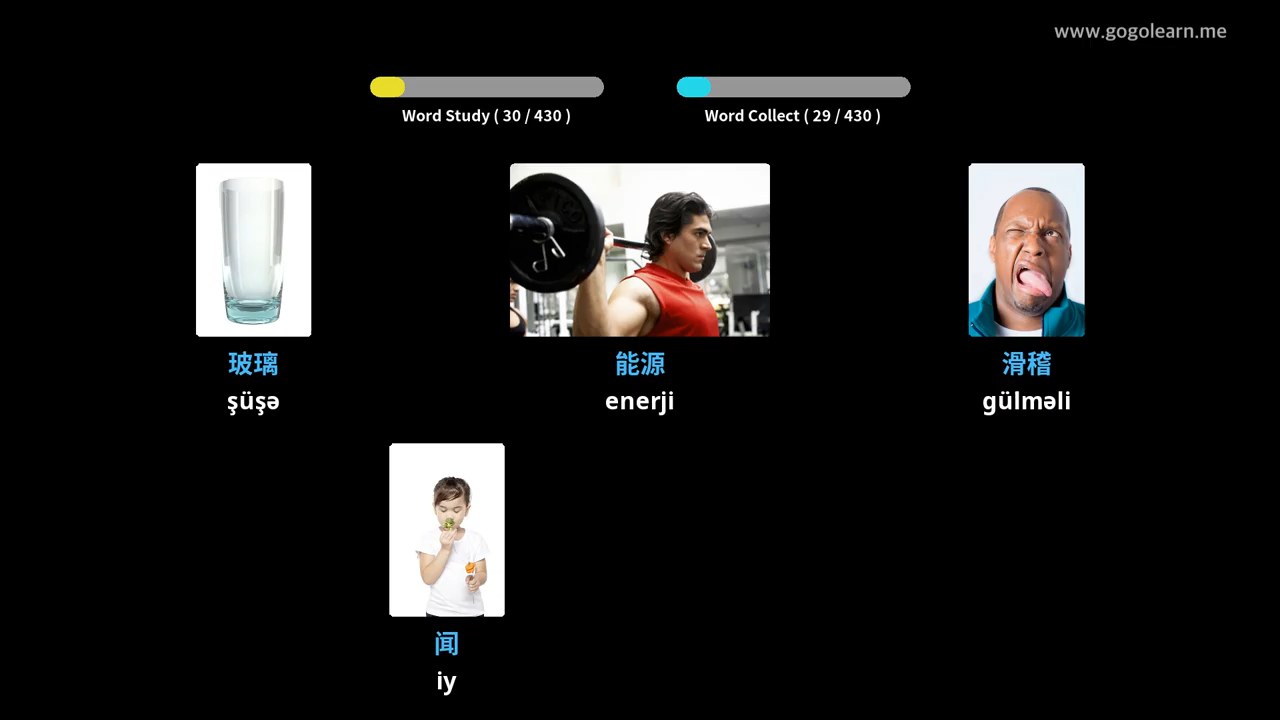 www.gogolearn.me
Word Study ( 30 / 430 )
Word Collect ( 29 / 430 )
玻璃
能源
滑稽
şüşə
enerji
gülməli
闻
iy